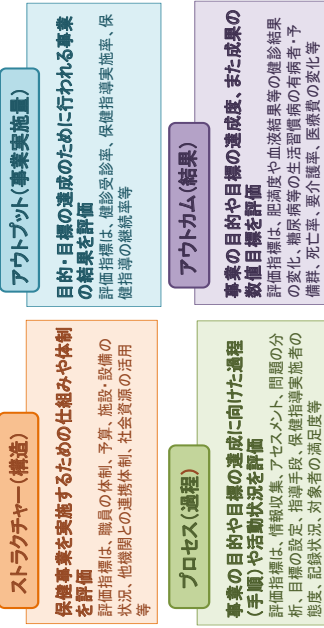 ストラクチャー(構造)
保健事業を実施するための仕組みや体制
を評価
評価指標は、職員の体制、予算、施設・設備の
状況、他機関との連携体制、社会資源の活用
等
アウトプット(事業実施量)
目的・目標の達成のために行われる事業
の結果を評価
評価指標は、健診受診率、保健指導実施率、保
健指導の継続率等
プロセス(過程)
事業の目的や目標の達成に向けた過程
(手順)や活動状況を評価
評価指標は、情報収集、アセスメント、問題の分
析、目標の設定、指導手段、保健指導実施者の
態度、記録状況、対象者の満足度等
アウトカム(結果)
事業の目的や目標の達成度、また成果の
数値目標を評価
評価指標は、肥満度や血液結果等の健診結果
の変化、糖尿病等の生活習慣病の有病者・予
備群、死亡率、要介護率、医療費の変化等